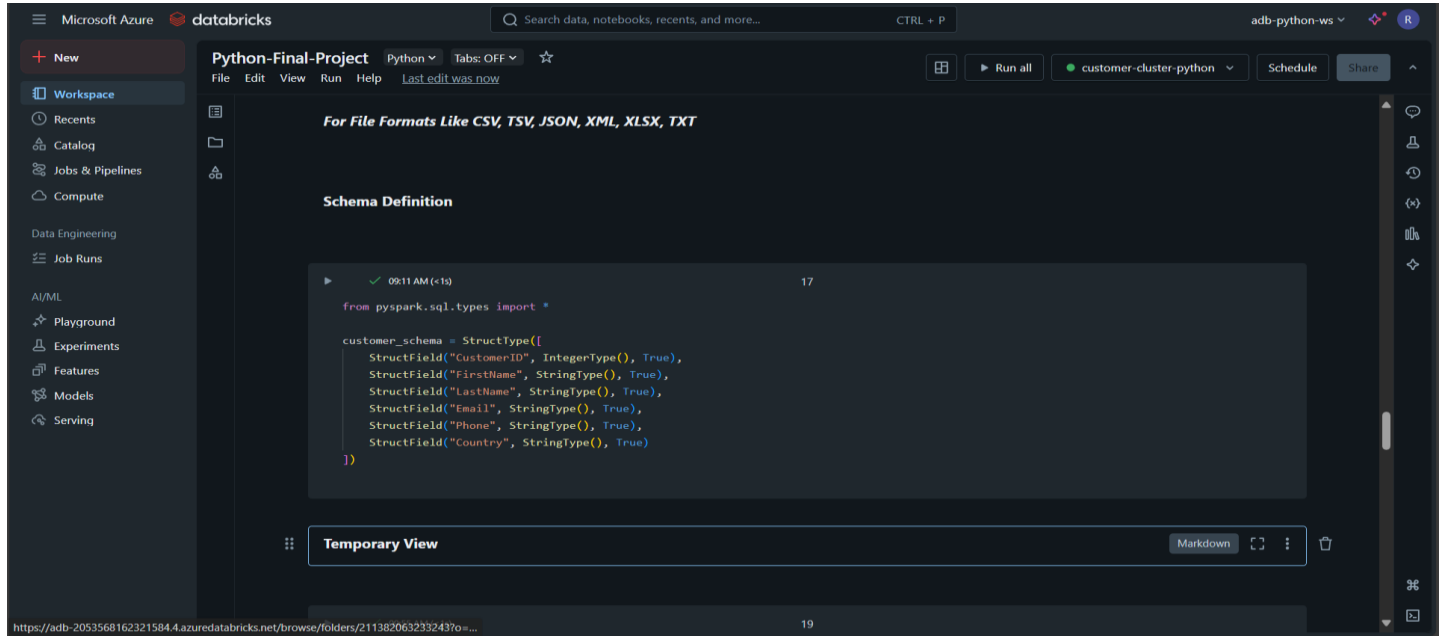 Microsoft Azure databricks Search data, notebooks, recents, and more... CTRL + P adb-python-ws R
New
Workspace
Recents
Catalog
Jobs & Pipelines
Compute
Data Engineering
Job Runs
AI/ML
Playground
Experiments
Features
Models
Serving
Python-Final-Project Python Tabs: OFF
File Edit View Run Help Last edit was now
Run all customer-cluster-python Schedule Share
For File Formats Like CSV, TSV, JSON, XML, XLSX, TXT
Schema Definition
09:11 AM (<1s) 17
from pyspark.sql.types import *
customer_schema = StructType([
StructField("CustomerID", IntegerType(), True),
StructField("FirstName", StringType(), True),
StructField("LastName", StringType(), True),
StructField("Email", StringType(), True),
StructField("Phone", StringType(), True),
StructField("Country", StringType(), True)
])
Temporary View Markdown
19
https://adb-2053568162321584.4.azuredatabricks.net/browse/folders/211382063233243?o=...